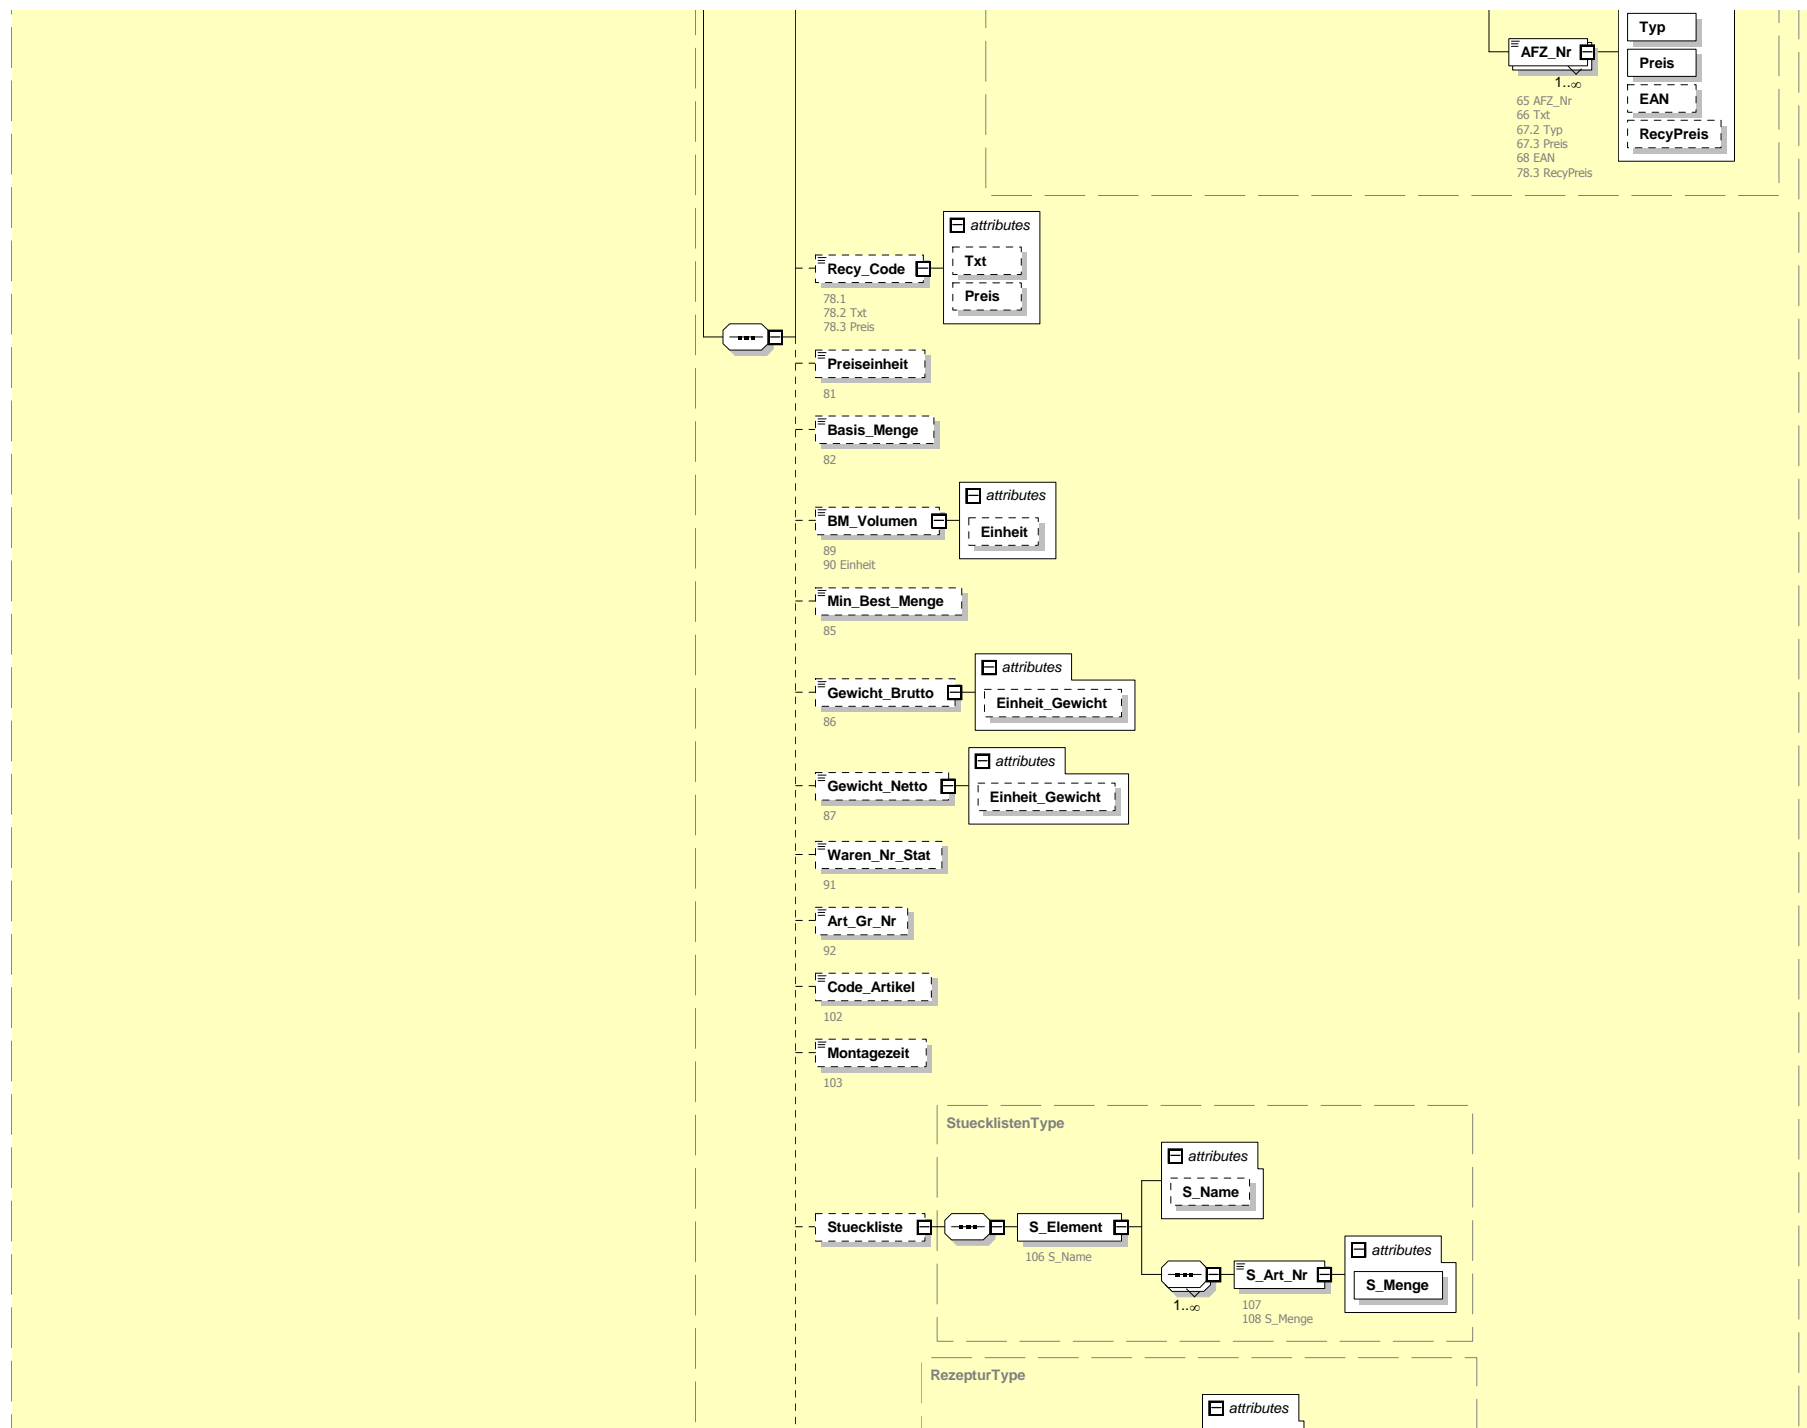 Typ
AFZ_Nr
Preis
1..∞
EAN
RecyPreis
65 AFZ_Nr
66 Txt
67.2 Typ
67.3 Preis
68 EAN
78.3 RecyPreis
attributes
Recy_Code
Txt
Preis
78.1
78.2 Txt
78.3 Preis
Preiseinheit
81
Basis_Menge
82
attributes
BM_Volumen
Einheit
89
90 Einheit
Min_Best_Menge
85
attributes
Gewicht_Brutto
Einheit_Gewicht
86
attributes
Gewicht_Netto
Einheit_Gewicht
87
Waren_Nr_Stat
91
Art_Gr_Nr
92
Code_Artikel
102
Montagezeit
103
StuecklistenType
attributes
S_Name
Stueckliste
S_Element
106 S_Name
attributes
S_Art_Nr
S_Menge
1..∞
107
108 S_Menge
RezepturType
attributes